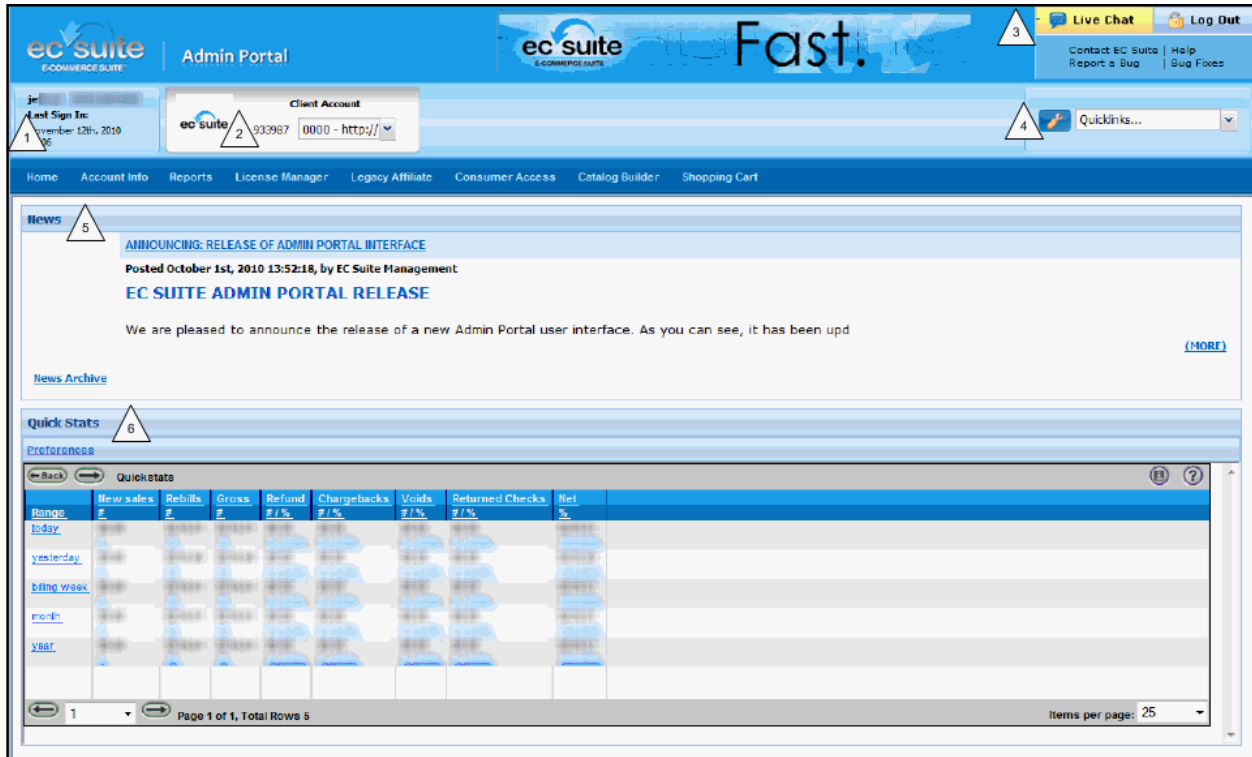 ec suite
E-COMMERCE SUITE
Admin Portal
ec suite
E-COMMERCE SUITE
Fast.
3
Live Chat
Log Out
Contact EC Suite | Help
Report a Bug | Bug Fixes
Last Sign In:
November 12th, 2010
1
ec suite
2
933987
Client Account
0000 - http://
4
Quicklinks...
Home Account Info Reports License Manager Legacy Affiliate Consumer Access Catalog Builder Shopping Cart
News
5
ANNOUNCING: RELEASE OF ADMIN PORTAL INTERFACE
Posted October 1st, 2010 13:52:18, by EC Suite Management
EC SUITE ADMIN PORTAL RELEASE
We are pleased to announce the release of a new Admin Portal user interface. As you can see, it has been upd
(MORE)
News Archive
Quick Stats
6
Preferences
Back Quickstats ?
New sales Rebills Gross Refund Chargebacks Voids Returned Checks Net
Range # # # # / % # / % # / % # / % %
today
yesterday
billing week
month
year
1 Page 1 of 1, Total Rows 5 Items per page: 25